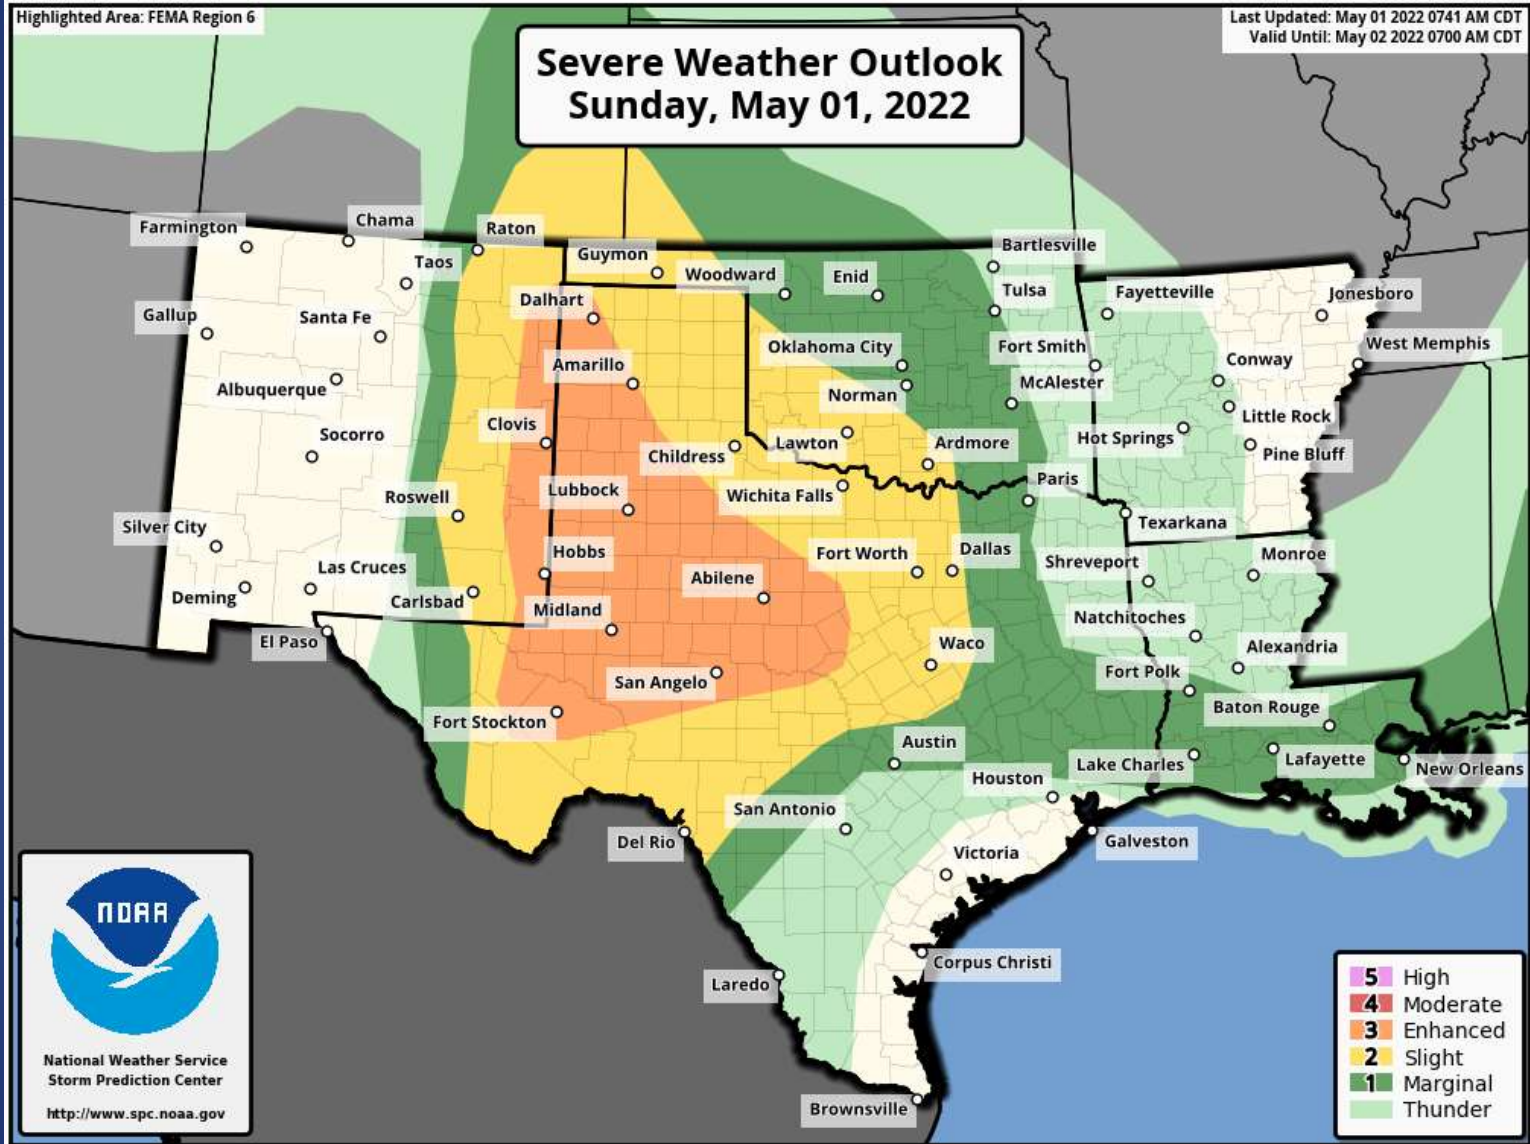 Highlighted Area: FEMA Region 6
Last Updated: May 01 2022 0741 AM CDT
Valid Until: May 02 2022 0700 AM CDT
Severe Weather Outlook
Sunday, May 01, 2022
Farmington
Chama
Raton
Taos
Guymon
Woodward
Enid
Bartlesville
Tulsa
Fayetteville
Jonesboro
Gallup
Santa Fe
Dalhart
Amarillo
Oklahoma City
Fort Smith
Conway
West Memphis
Albuquerque
Norman
McAlester
Little Rock
Socorro
Clovis
Childress
Lawton
Ardmore
Hot Springs
Pine Bluff
Roswell
Lubbock
Wichita Falls
Paris
Texarkana
Silver City
Hobbs
Fort Worth
Dallas
Shreveport
Monroe
Deming
Las Cruces
Carlsbad
Midland
Abilene
Natchitoches
El Paso
San Angelo
Waco
Alexandria
Fort Polk
Fort Stockton
Austin
Baton Rouge
Houston
Lake Charles
Lafayette
New Orleans
San Antonio
Del Rio
Victoria
Galveston
Laredo
Corpus Christi
Brownsville
NOAA
National Weather Service
Storm Prediction Center
http://www.spc.noaa.gov
5 High
4 Moderate
3 Enhanced
2 Slight
1 Marginal
Thunder